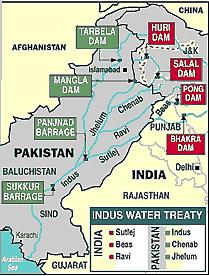 CHINA
AFGHANISTAN
TARBELA
DAM
HURI
DAM
J&K
Islamabad
SALAL
DAM
MANGLA
DAM
PONG
DAM
PANJNAD
BARRAGE
Jhelum
Chenab
Ravi
Beas
PUNJAB
BHAKRA
DAM
PAKISTAN
BALUCHISTAN
Indus
Sutlej
Delhi
SUKKUR
BARRAGE
INDIA
RAJASTHAN
SIND
Karachi
Arabian
Sea
GUJARAT
INDUS WATER TREATY
INDIA
Sutlej
Beas
Ravi
PAKISTAN
Indus
Chenab
Jhelum